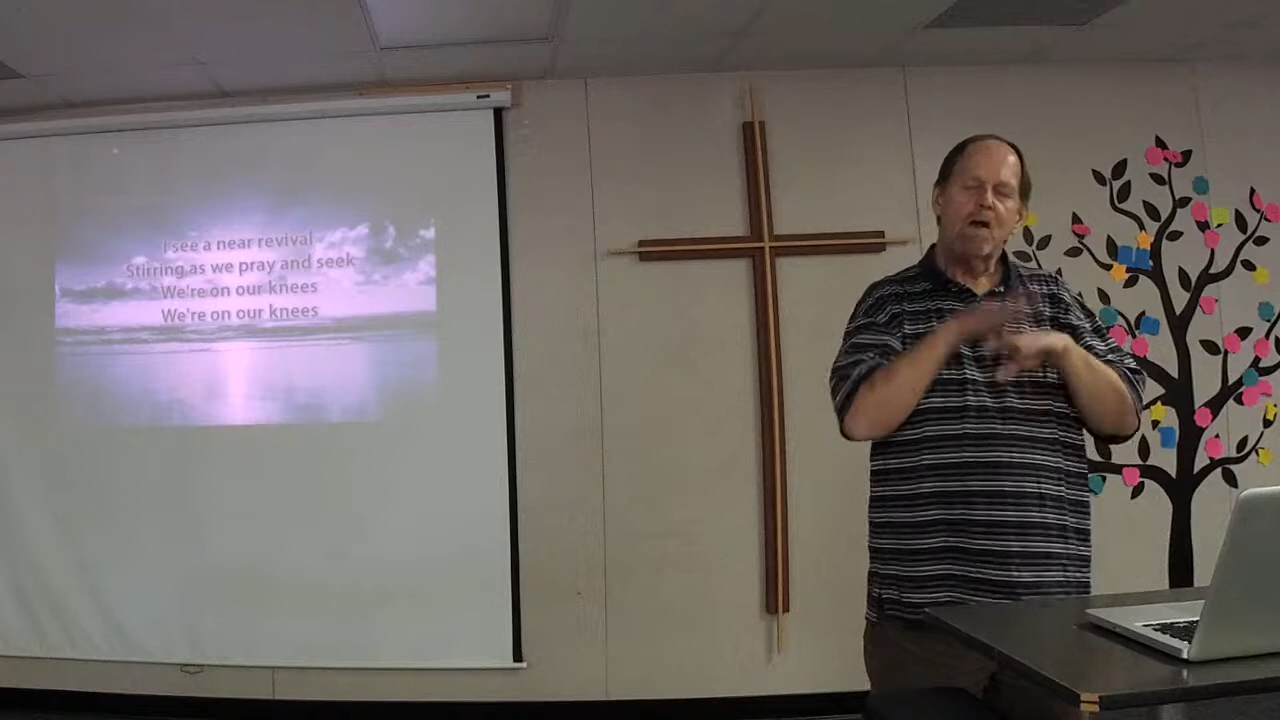 I see a near revival
Stirring as we pray and seek
We're on our knees
We're on our knees